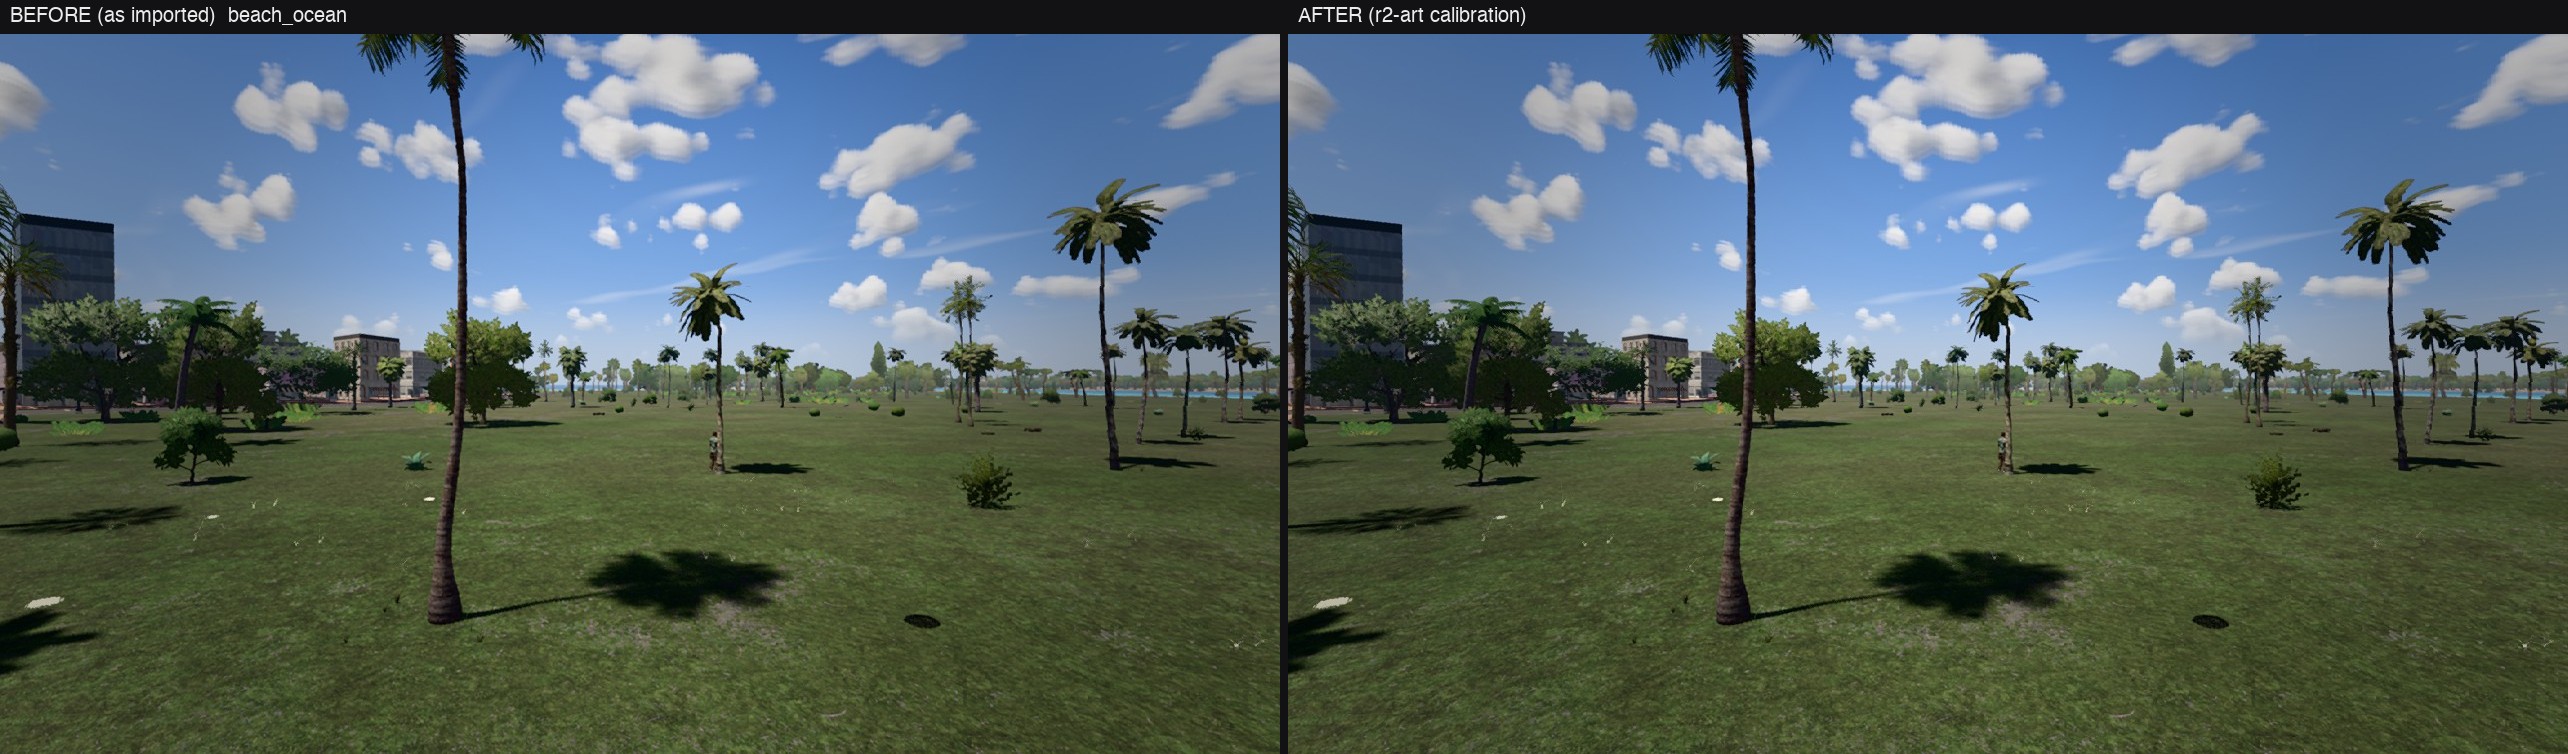 BEFORE (as imported)  beach_ocean
AFTER (r2-art calibration)